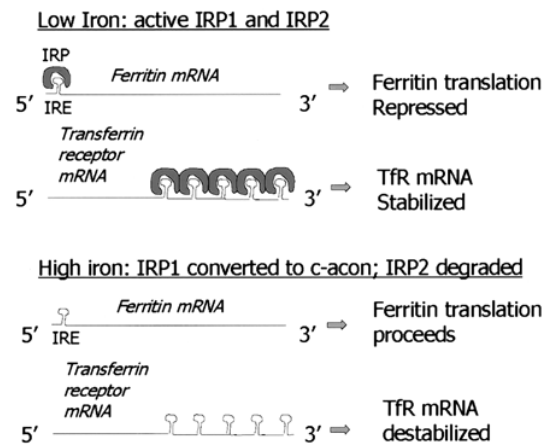 Low Iron: active IRP1 and IRP2
IRP
Ferritin mRNA
5′ IRE 3′
Ferritin translation
Repressed
Transferrin
receptor
mRNA
5′ 3′
TfR mRNA
Stabilized
High iron: IRP1 converted to c-acon; IRP2 degraded
Ferritin mRNA
5′ IRE 3′
Ferritin translation
proceeds
Transferrin
receptor
mRNA
5′ 3′
TfR mRNA
destabilized